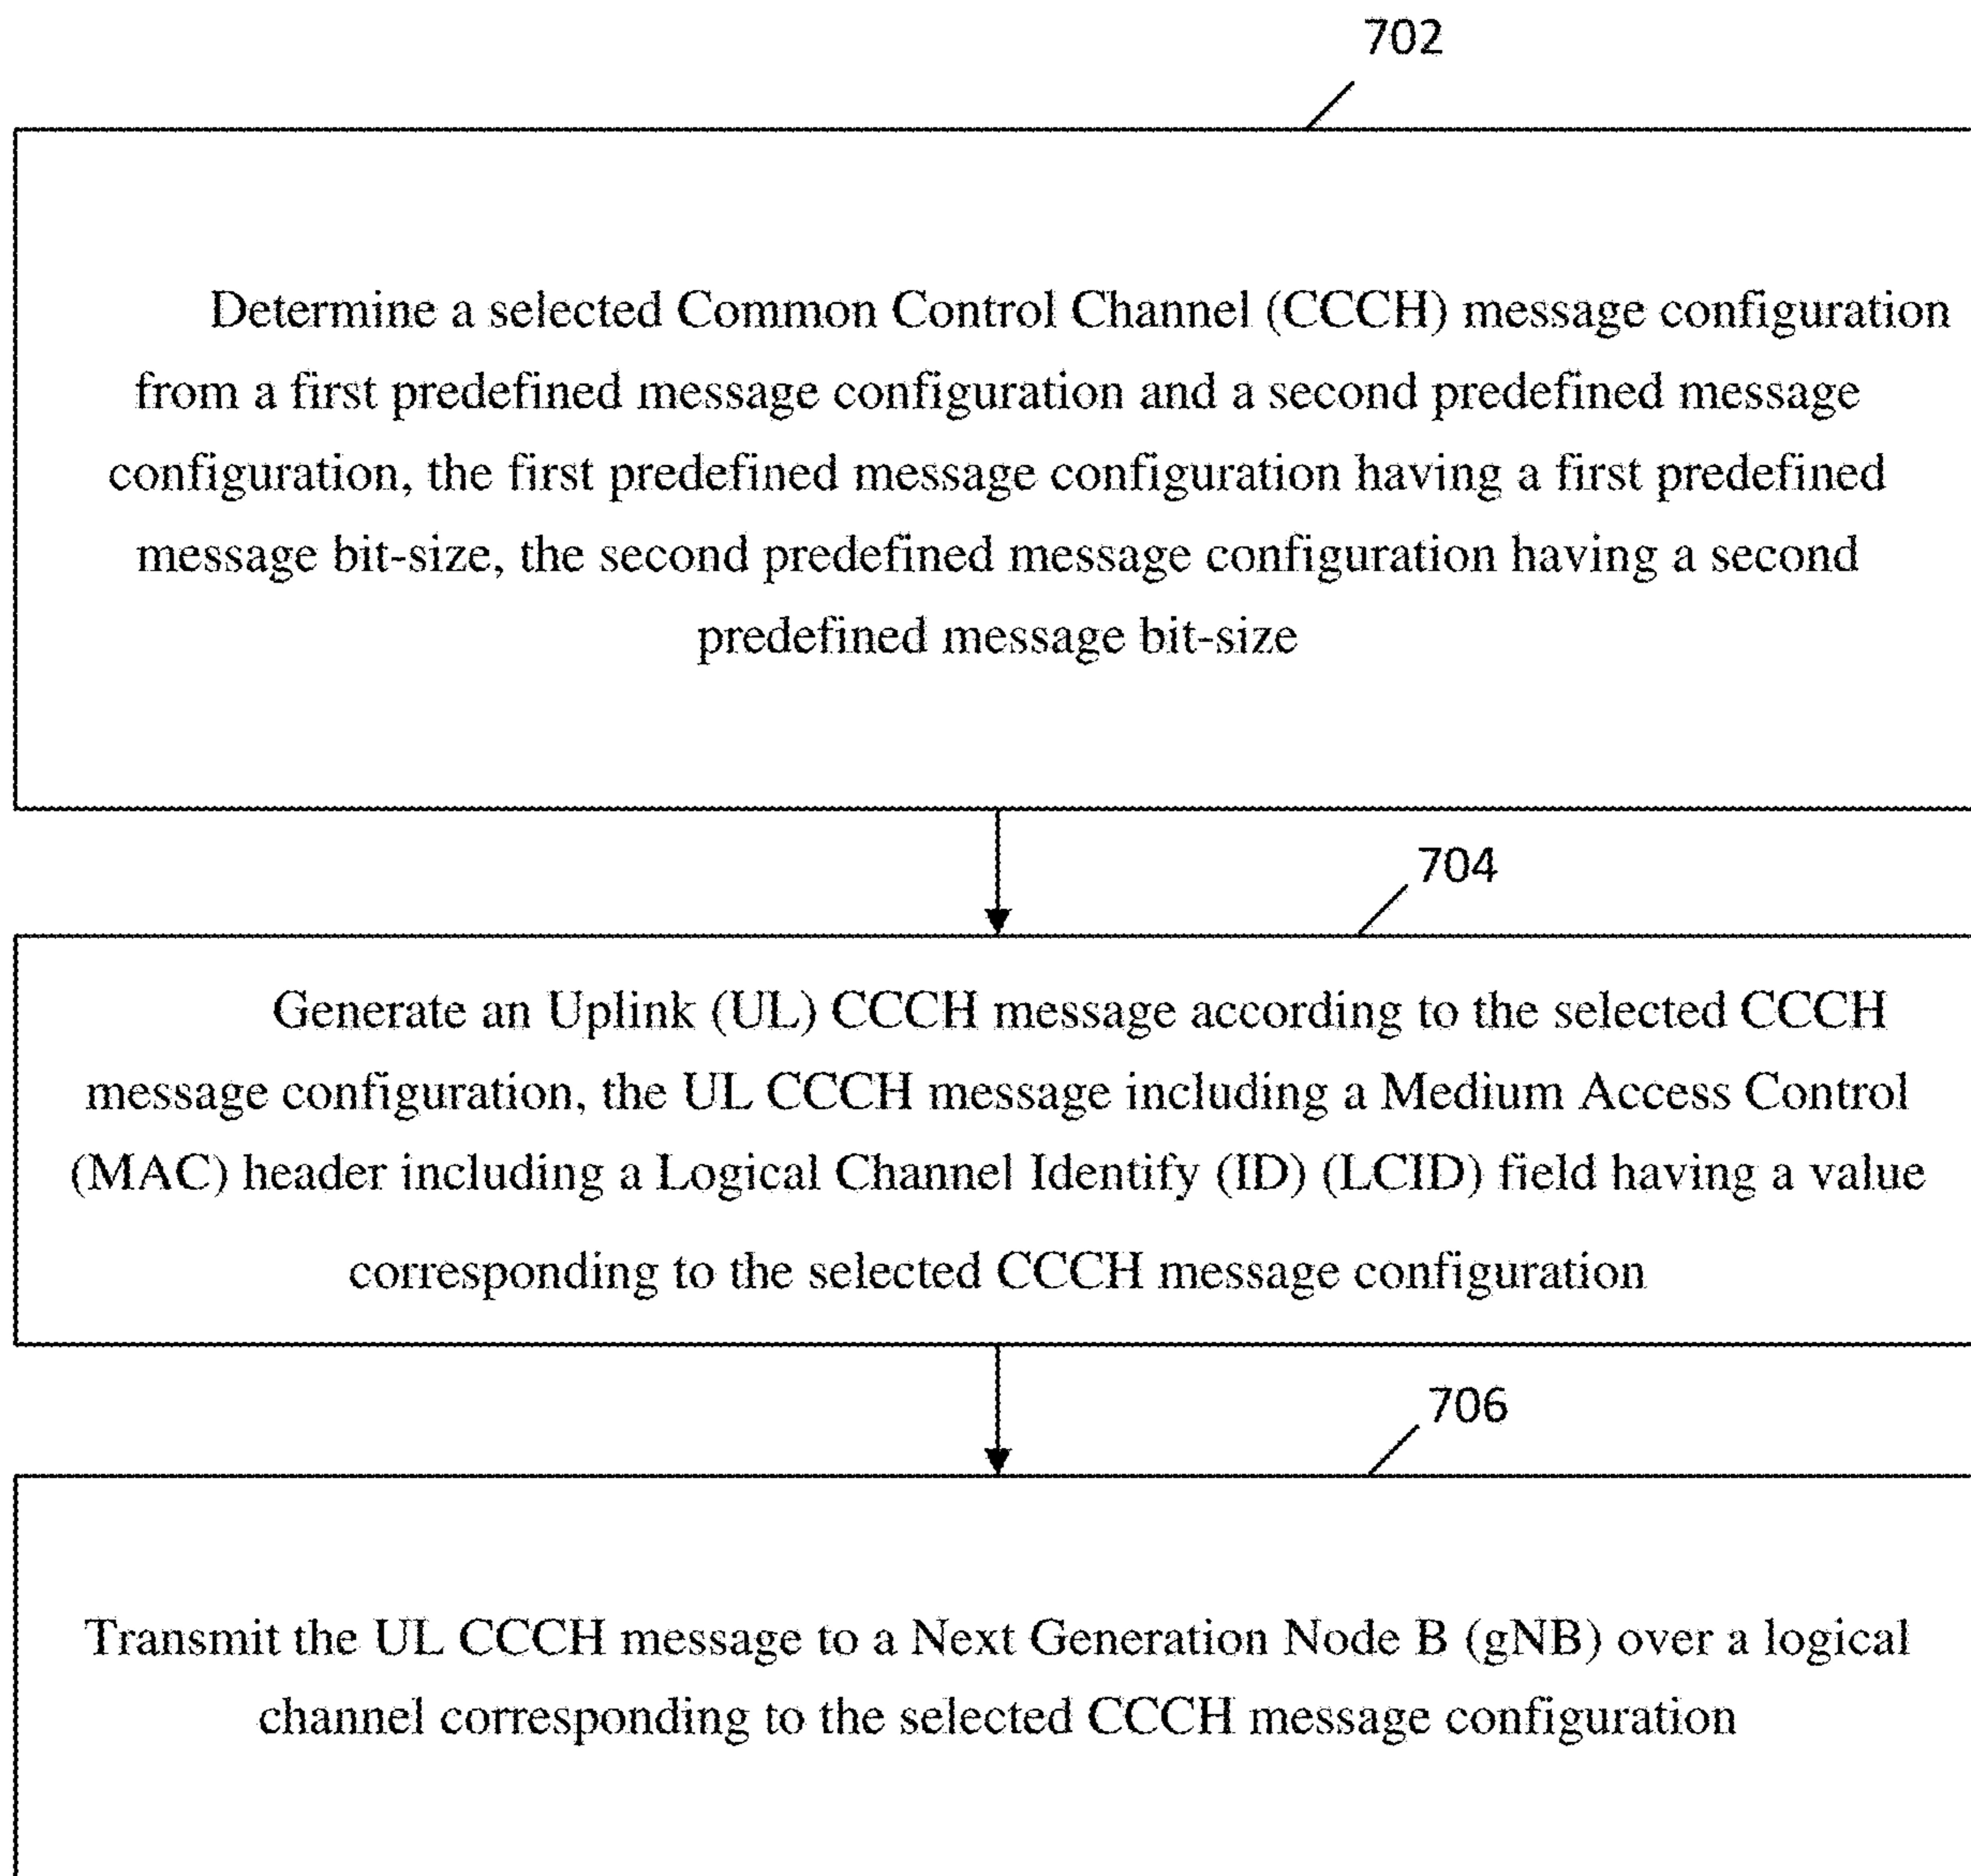 702
Determine a selected Common Control Channel (CCCH) message configuration
from a first predefined message configuration and a second predefined message
configuration, the first predefined message configuration having a first predefined
message bit-size, the second predefined message configuration having a second
predefined message bit-size
704
Generate an Uplink (UL) CCCH message according to the selected CCCH
message configuration, the UL CCCH message including a Medium Access Control
(MAC) header including a Logical Channel Identify (ID) (LCID) field having a value
corresponding to the selected CCCH message configuration
706
Transmit the UL CCCH message to a Next Generation Node B (gNB) over a logical
channel corresponding to the selected CCCH message configuration